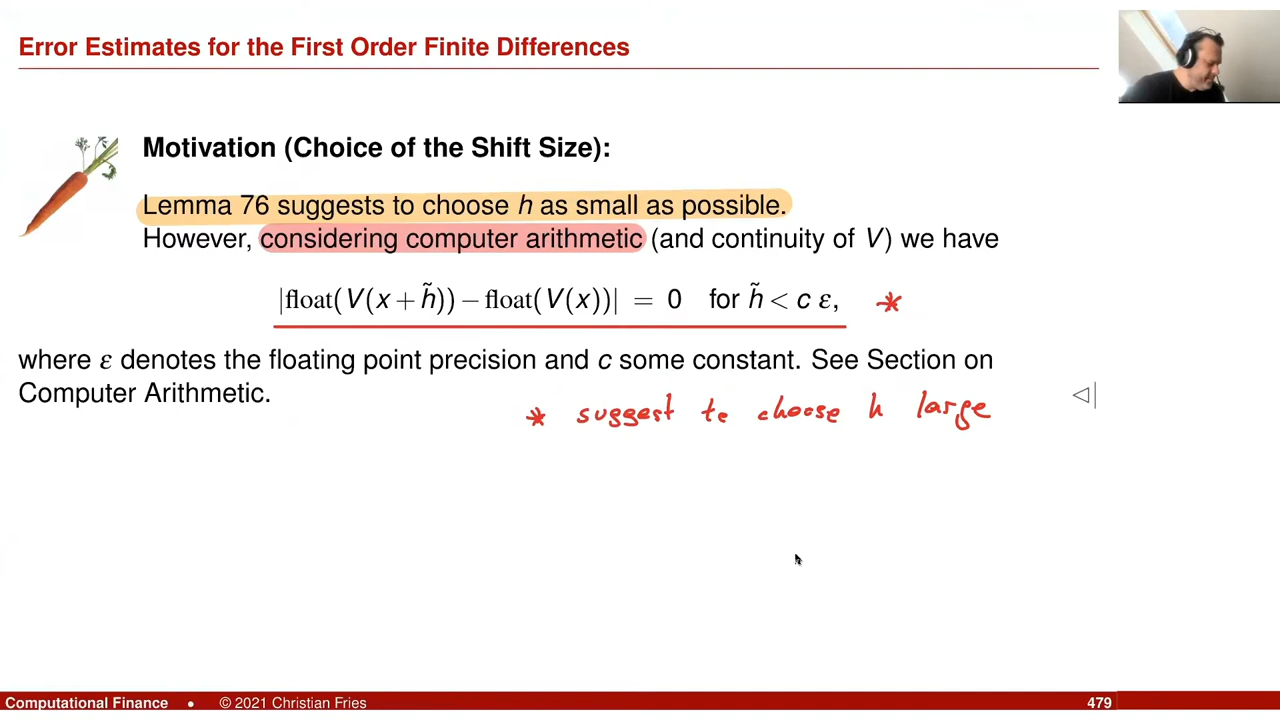 Error Estimates for the First Order Finite Differences
Motivation (Choice of the Shift Size):
Lemma 76 suggests to choose h as small as possible.
However, considering computer arithmetic (and continuity of V) we have
|float(V(x + h̃)) − float(V(x))| = 0 for h̃ < c ε, *
where ε denotes the floating point precision and c some constant. See Section on
Computer Arithmetic.
* suggest to choose h large
Computational Finance • © 2021 Christian Fries 479